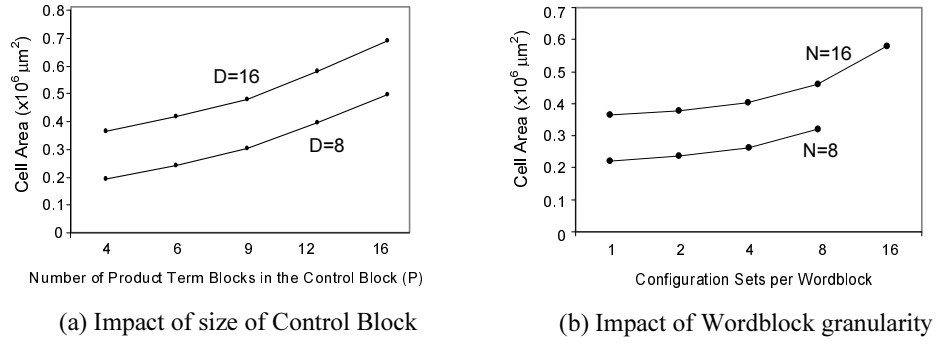 0.8
0.7
0.6
0.5
0.4
0.3
0.2
0.1
0
Cell Area (x10⁶ µm²)
D=16
D=8
4 6 9 12 16
Number of Product Term Blocks in the Control Block (P)
(a) Impact of size of Control Block
0.7
0.6
0.5
0.4
0.3
0.2
0.1
0
Cell Area (x10⁶ µm²)
N=16
N=8
1 2 4 8 16
Configuration Sets per Wordblock
(b) Impact of Wordblock granularity